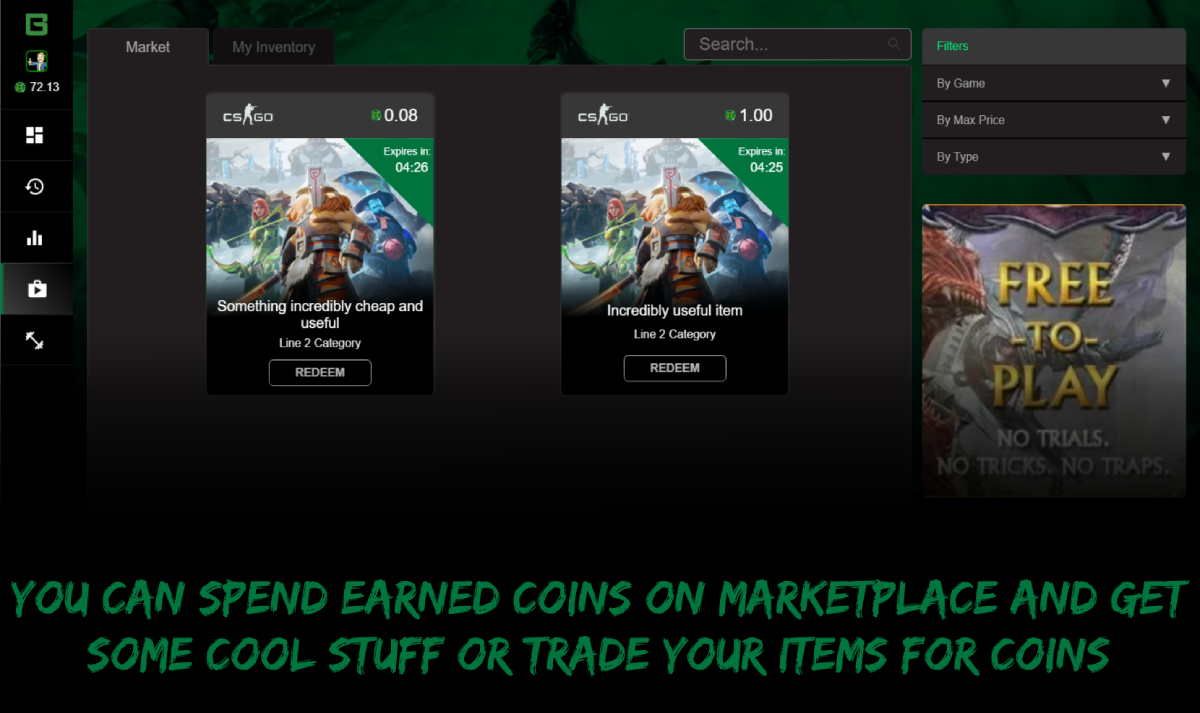 72.13
Market
My Inventory
Search...
CS GO
0.08
Expires in:
04:26
Something incredibly cheap and
useful
Line 2 Category
REDEEM
CS GO
1.00
Expires in:
04:25
Incredibly useful item
Line 2 Category
REDEEM
Filters
By Game
By Max Price
By Type
FREE
-TO-
PLAY
NO TRIALS.
NO TRICKS. NO TRAPS.
YOU CAN SPEND EARNED COINS ON MARKETPLACE AND GET
SOME COOL STUFF OR TRADE YOUR ITEMS FOR COINS